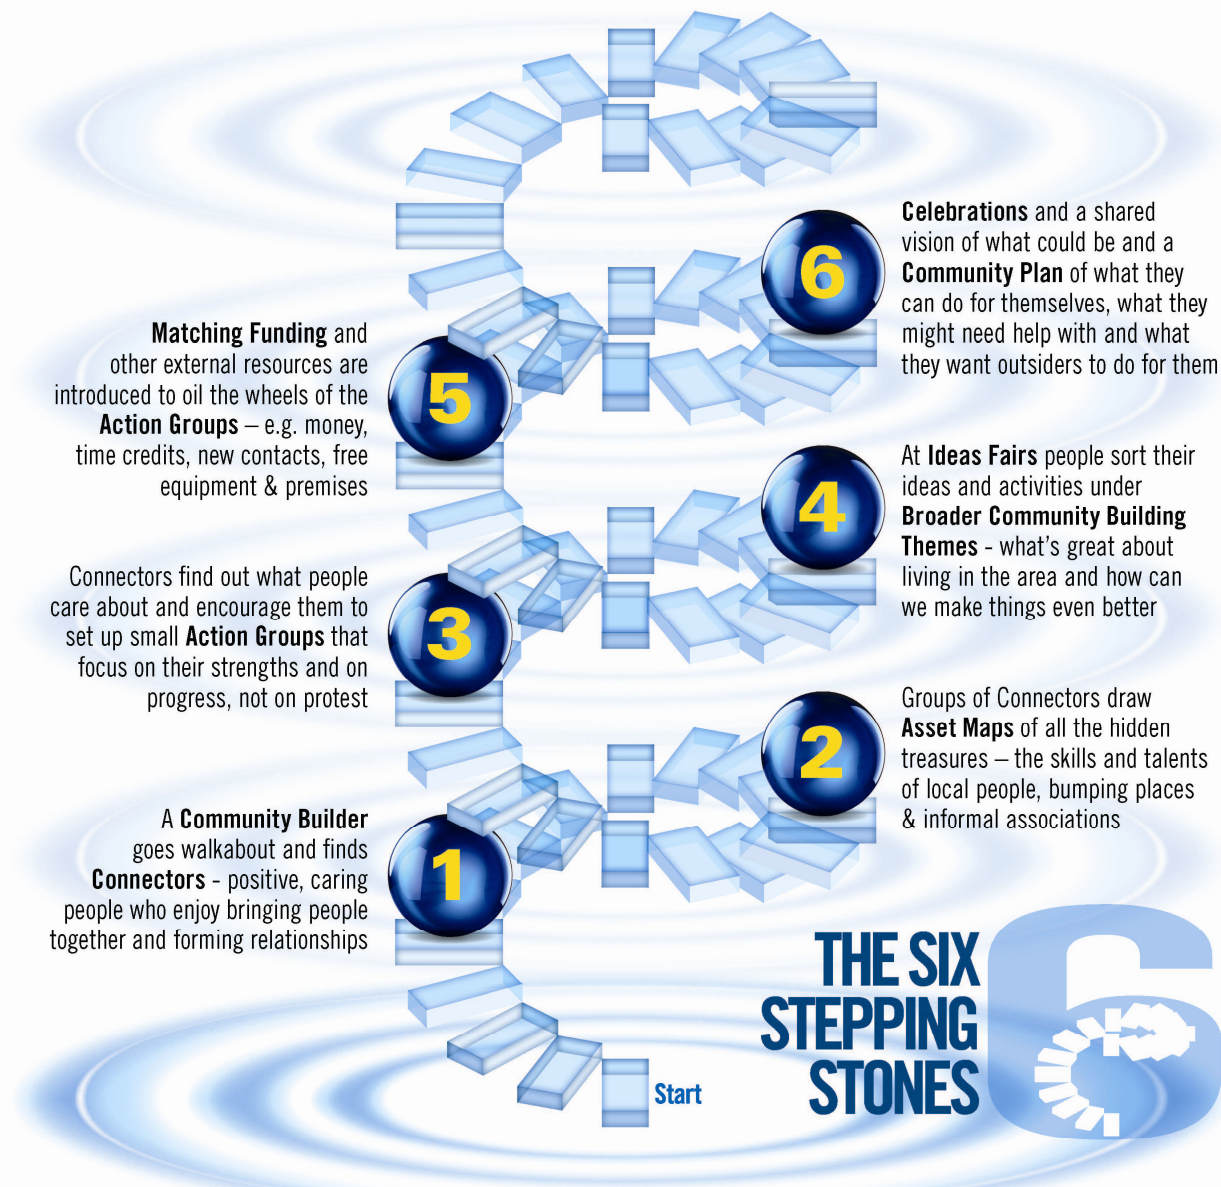 6
Celebrations and a shared
vision of what could be and a
Community Plan of what they
can do for themselves, what they
might need help with and what
they want outsiders to do for them
Matching Funding and
other external resources are
introduced to oil the wheels of the
Action Groups – e.g. money,
time credits, new contacts, free
equipment & premises
5
4
At Ideas Fairs people sort their
ideas and activities under
Broader Community Building
Themes - what's great about
living in the area and how can
we make things even better
Connectors find out what people
care about and encourage them to
set up small Action Groups that
focus on their strengths and on
progress, not on protest
3
2
Groups of Connectors draw
Asset Maps of all the hidden
treasures – the skills and talents
of local people, bumping places
& informal associations
A Community Builder
goes walkabout and finds
Connectors - positive, caring
people who enjoy bringing people
together and forming relationships
1
THE SIX
STEPPING
STONES
6
Start